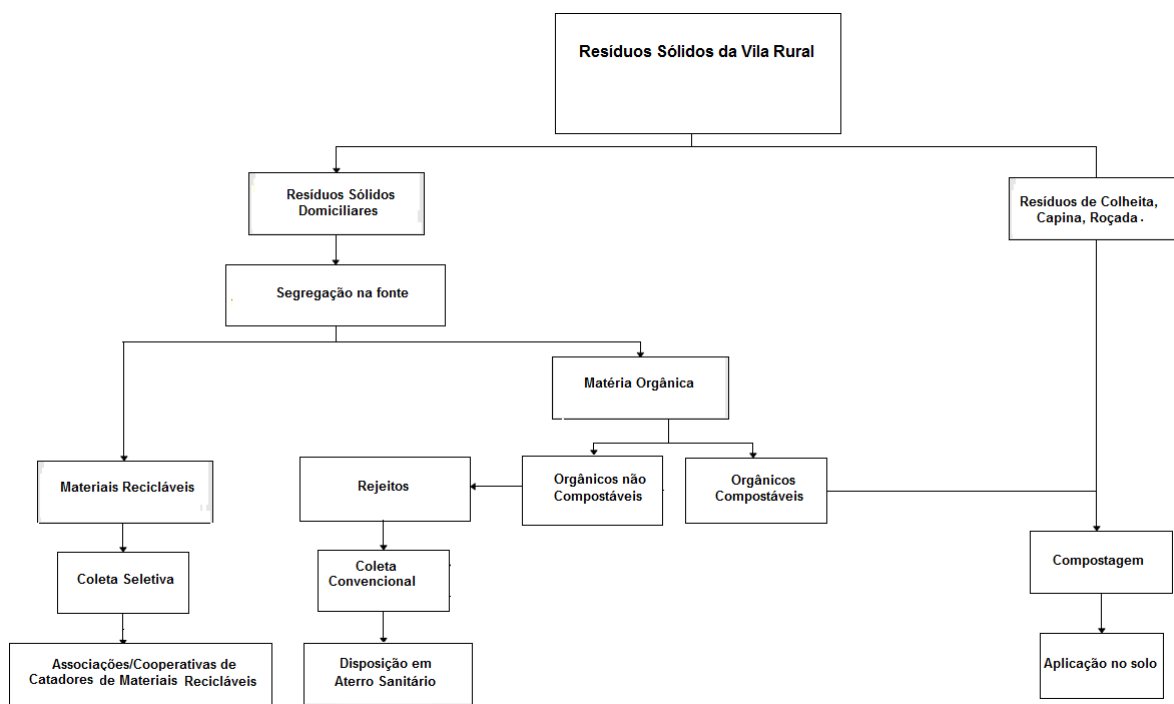 Resíduos Sólidos da Vila Rural
Resíduos Sólidos
Domiciliares
Resíduos de Colheita,
Capina, Roçada.
Segregação na fonte
Matéria Orgânica
Materiais Recicláveis
Rejeitos
Orgânicos não
Compostáveis
Orgânicos
Compostáveis
Coleta Seletiva
Coleta
Convencional
Compostagem
Associações/Cooperativas de
Catadores de Materiais Recicláveis
Disposição em
Aterro Sanitário
Aplicação no solo